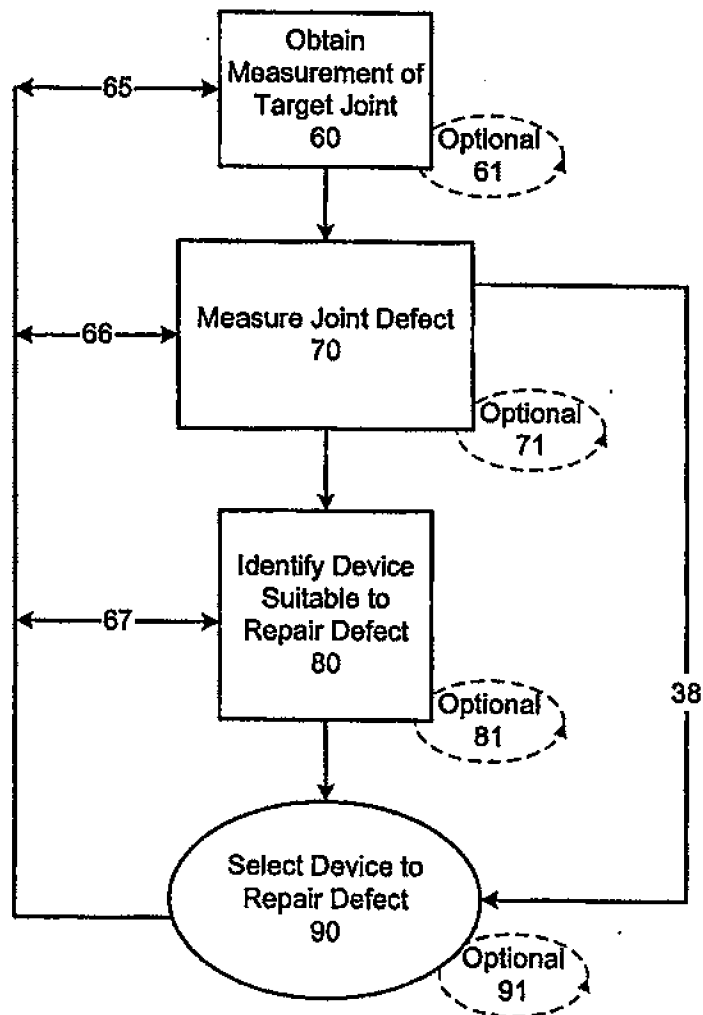 Obtain
Measurement of
Target Joint
60
65
Optional
61
Measure Joint Defect
70
66
Optional
71
Identify Device
Suitable to
Repair Defect
80
67
Optional
81
38
Select Device to
Repair Defect
90
Optional
91